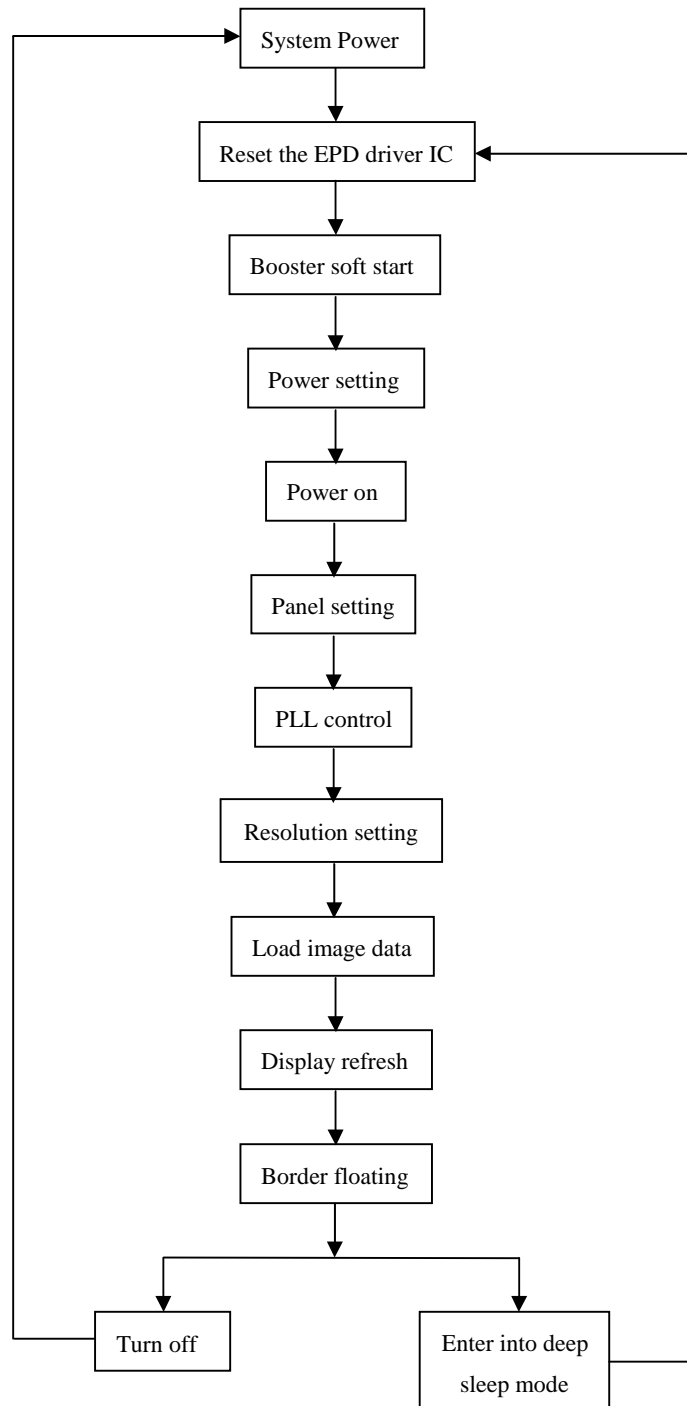 System Power
Reset the EPD driver IC
Booster soft start
Power setting
Power on
Panel setting
PLL control
Resolution setting
Load image data
Display refresh
Border floating
Turn off
Enter into deep
sleep mode